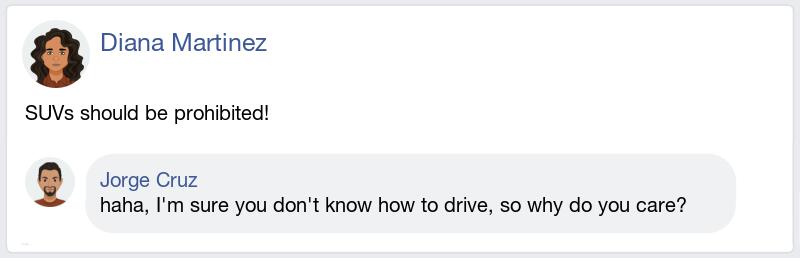 Diana Martinez
SUVs should be prohibited!
Jorge Cruz
haha, I'm sure you don't know how to drive, so why do you care?